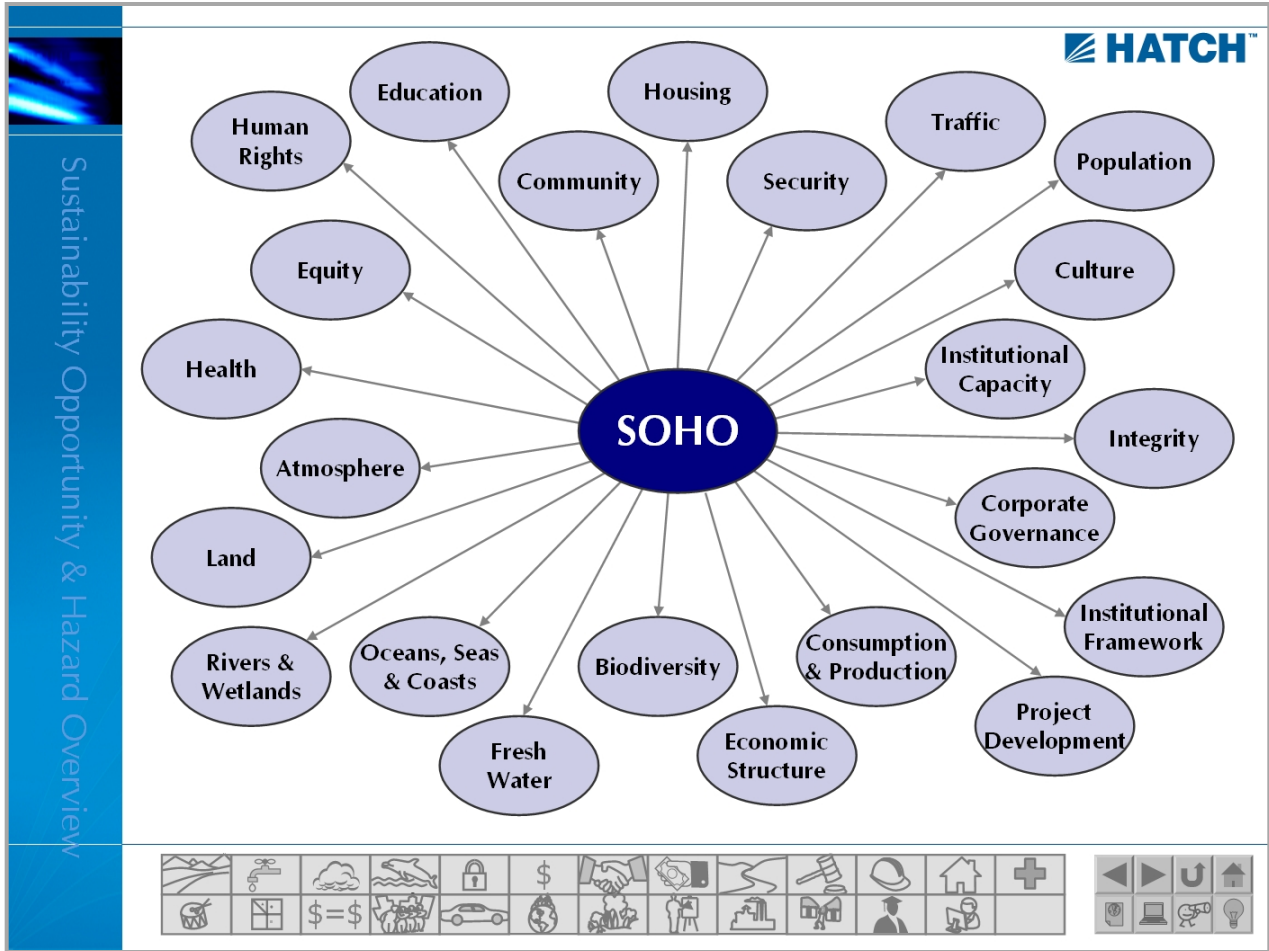 HATCH™
Sustainability Opportunity & Hazard Overview
Education
Housing
Human
Rights
Traffic
Community
Security
Population
Equity
Culture
Health
Institutional
Capacity
SOHO
Integrity
Atmosphere
Corporate
Governance
Land
Institutional
Framework
Rivers &
Wetlands
Oceans, Seas
& Coasts
Biodiversity
Consumption
& Production
Project
Development
Fresh
Water
Economic
Structure
$
$=$